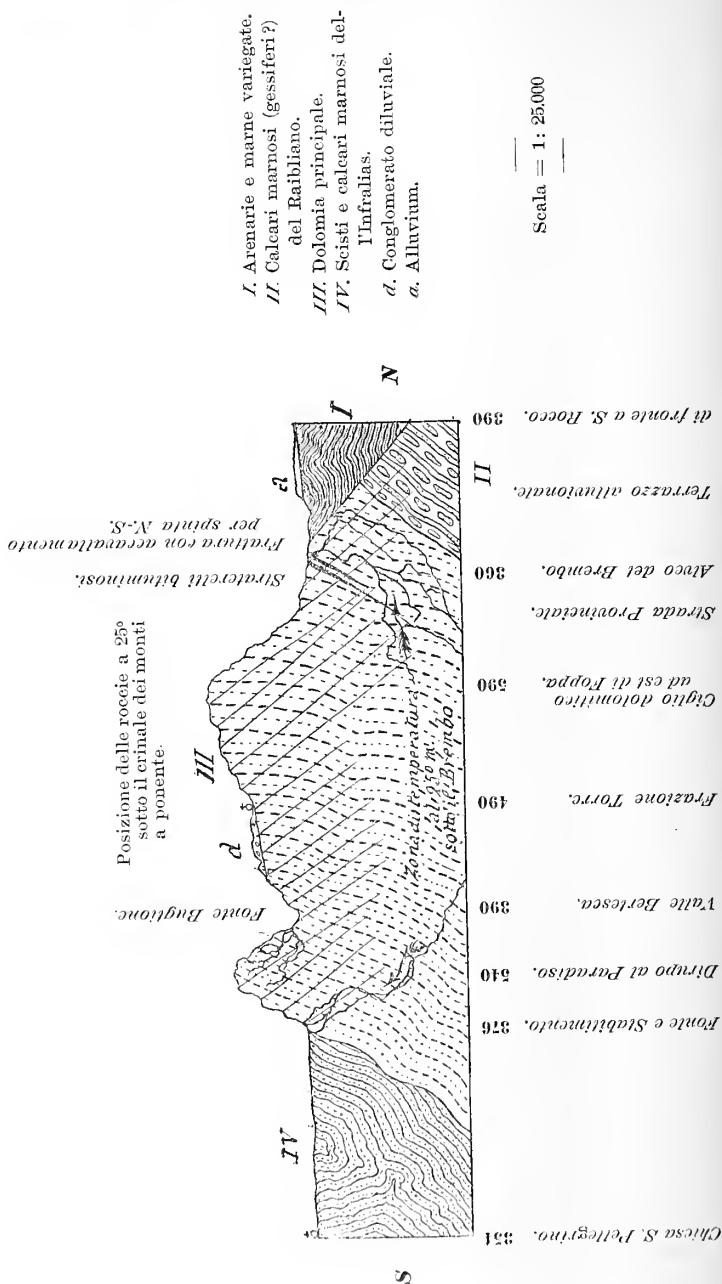 I. Arenarie e marne variegate.
II. Calcari marnosi (gessiferi?)
del Raibliano.
III. Dolomia principale.
IV. Scisti e calcari marnosi del-
l'Infralias.
d. Conglomerato diluviale.
a. Alluvium.
Scala = 1: 25.000
Posizione delle roccie a 25°
sotto il crinale dei monti
a ponente.
Fonte Buglione.
Straterelli bituminosi.
Frattura con accavallamento
per spinta N.-S.
S
IV
III
d
a
I
N
II
Zona di temperatura
sotto il Brembo
351
376
540
390
490
590
360
390
Chiesa S. Pellegrino.
Fonte e Stabilimento.
Dirupo al Paradiso.
Valle Bertesca.
Frazione Torre.
Ciglio dolomitico
ad est di Foppa.
Strada Provinciale.
Alveo del Brembo.
Terrazzo alluvionale.
di fronte a S. Rocco.